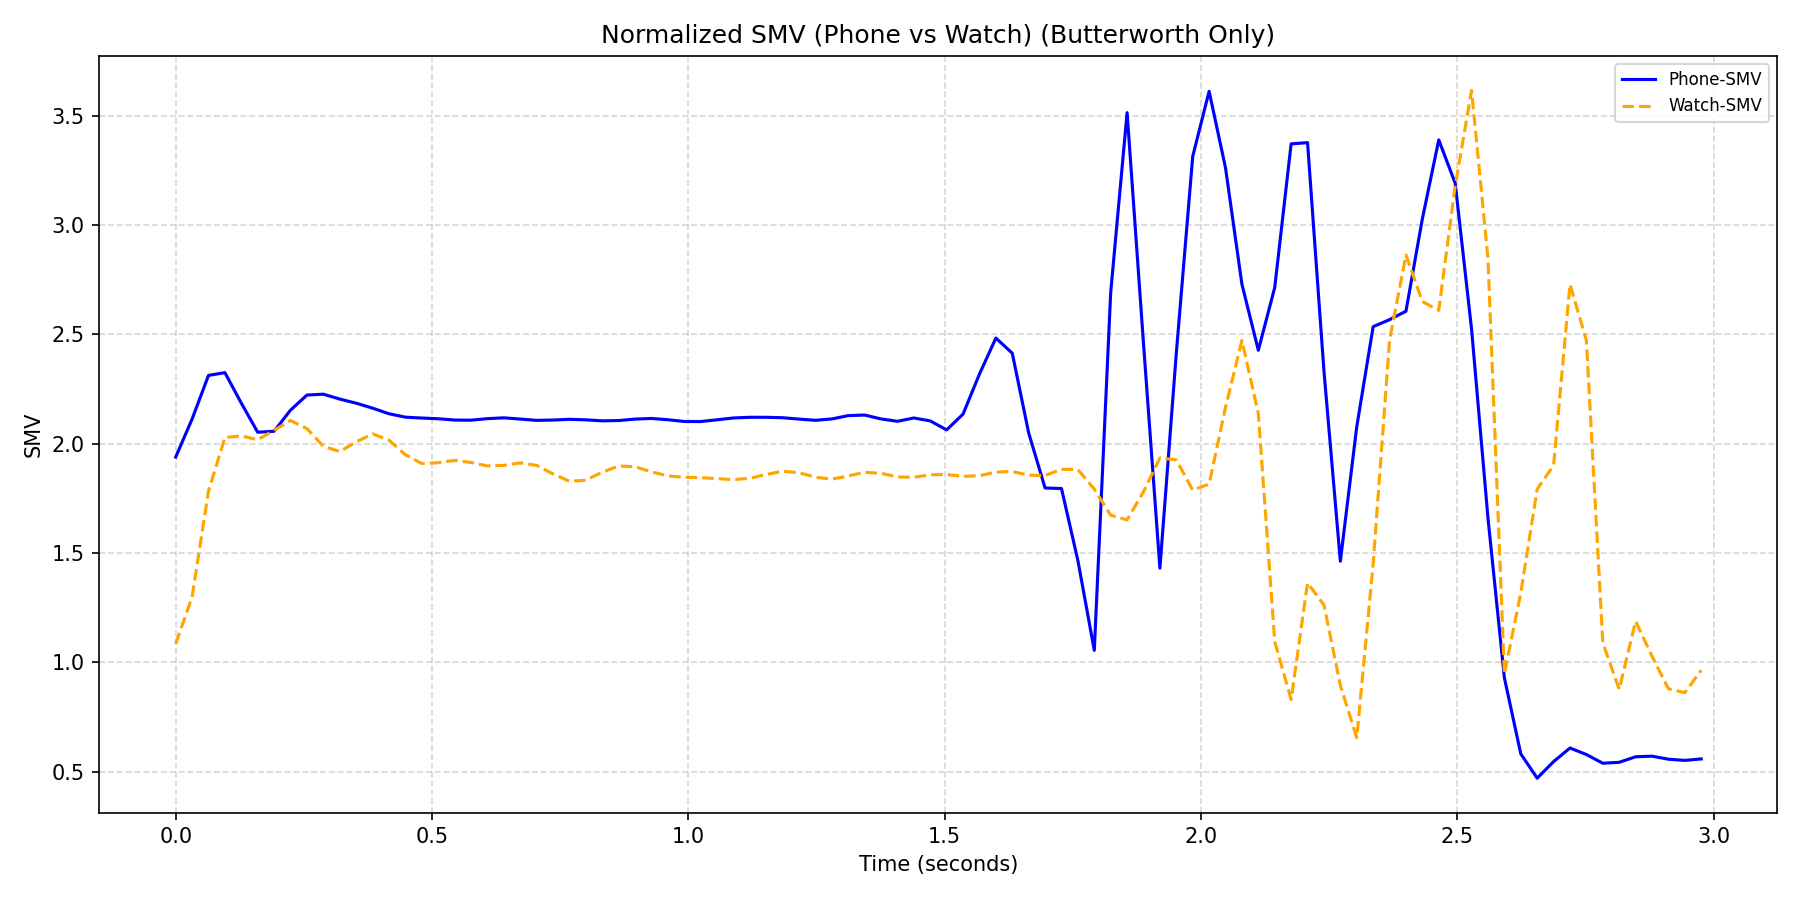 Normalized SMV (Phone vs Watch) (Butterworth Only)
Phone-SMV
Watch-SMV
3.5
3.0
2.5
2.0
1.5
1.0
0.5
SMV
0.0 0.5 1.0 1.5 2.0 2.5 3.0
Time (seconds)